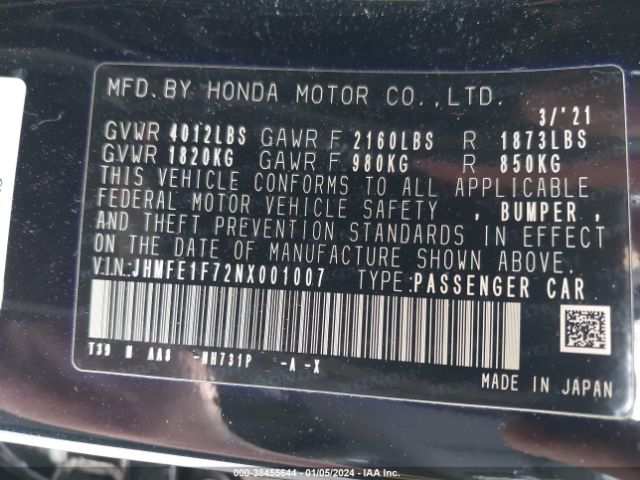 MFD. BY HONDA MOTOR CO., LTD.
3/'21
GVWR 4012LBS GAWR F 2160LBS R 1873LBS
GVWR 1820KG GAWR F 980KG R 850KG
THIS VEHICLE CONFORMS TO ALL APPLICABLE
FEDERAL MOTOR VEHICLE SAFETY , BUMPER ,
AND THEFT PREVENTION STANDARDS IN EFFECT
ON THE DATE OF MANUFACTURE SHOWN ABOVE.
VIN:JHMFE1F72NX001007 TYPE:PASSENGER CAR
T39 M AA8 -NH731P -A -X
MADE IN JAPAN
000-38455644 - 01/05/2024 - IAA Inc.